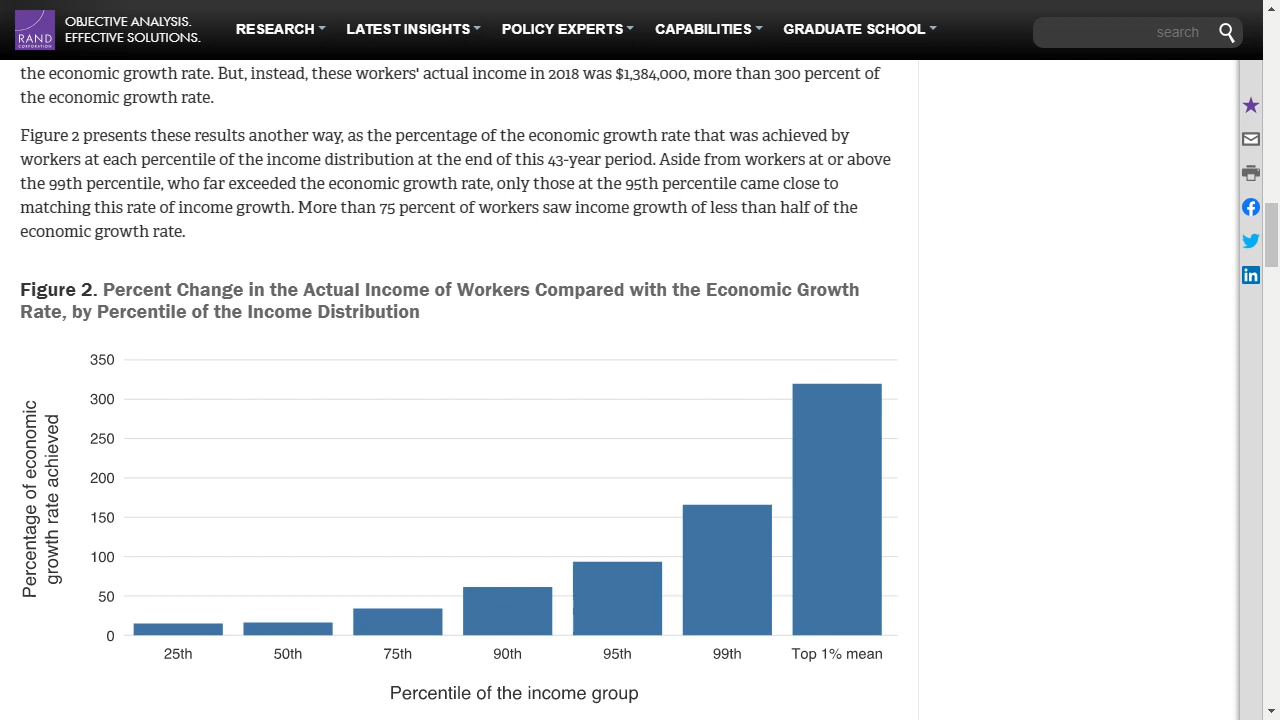 RAND
CORPORATION
OBJECTIVE ANALYSIS.
EFFECTIVE SOLUTIONS.
RESEARCH
LATEST INSIGHTS
POLICY EXPERTS
CAPABILITIES
GRADUATE SCHOOL
search
the economic growth rate. But, instead, these workers' actual income in 2018 was $1,384,000, more than 300 percent of
the economic growth rate.
Figure 2 presents these results another way, as the percentage of the economic growth rate that was achieved by
workers at each percentile of the income distribution at the end of this 43-year period. Aside from workers at or above
the 99th percentile, who far exceeded the economic growth rate, only those at the 95th percentile came close to
matching this rate of income growth. More than 75 percent of workers saw income growth of less than half of the
economic growth rate.
Figure 2. Percent Change in the Actual Income of Workers Compared with the Economic Growth
Rate, by Percentile of the Income Distribution
Percentage of economic
growth rate achieved
350
300
250
200
150
100
50
0
25th
50th
75th
90th
95th
99th
Top 1% mean
Percentile of the income group
in